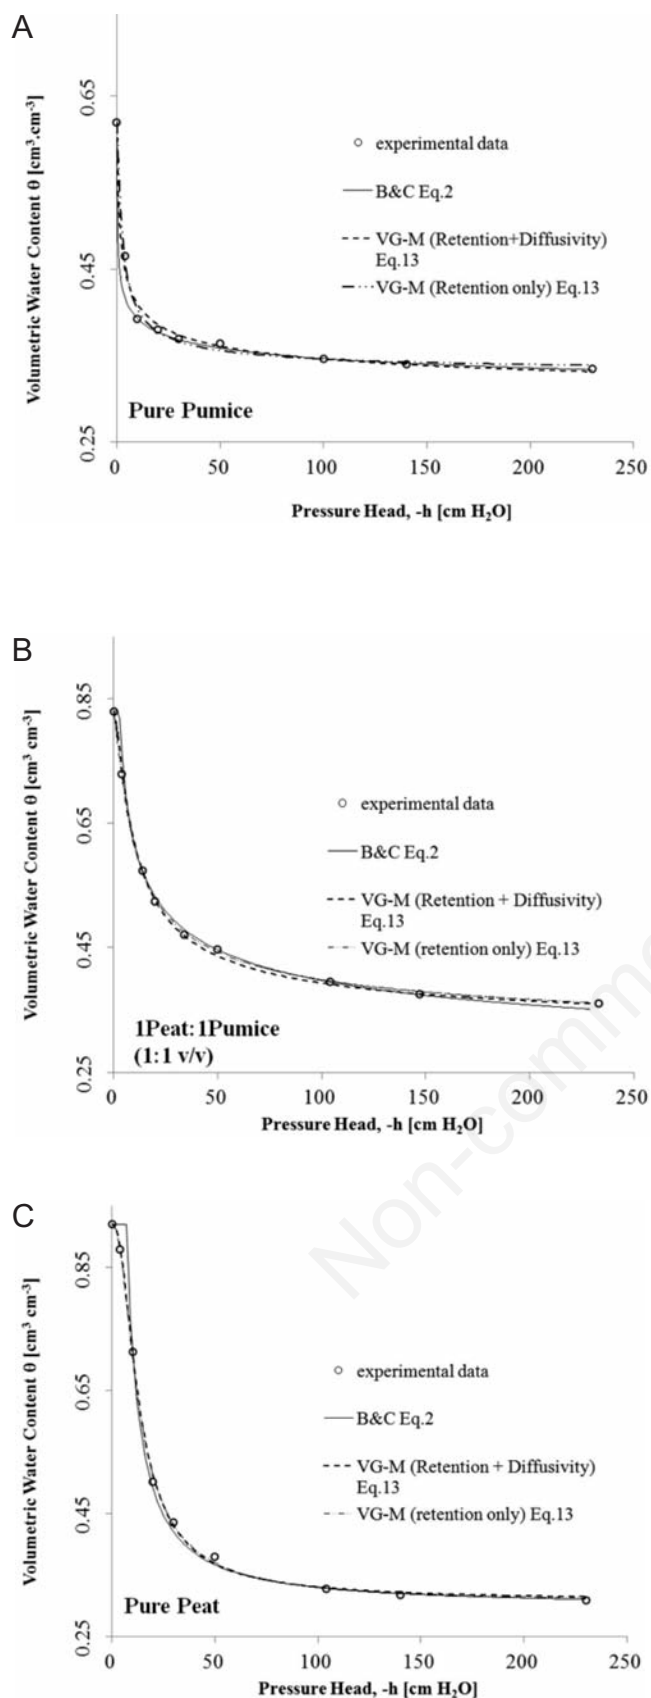 A
Volumetric Water Content θ [cm³.cm⁻³]
0.65
0.45
0.25
experimental data
B&C Eq.2
VG-M (Retention+Diffusivity)
Eq.13
VG-M (Retention only) Eq.13
Pure Pumice
0 50 100 150 200 250
Pressure Head, -h [cm H₂O]
B
Volumetric Water Content θ [cm³ cm⁻³]
0.85
0.65
0.45
0.25
experimental data
B&C Eq.2
VG-M (Retention + Diffusivity)
Eq.13
VG-M (retention only) Eq.13
1Peat:1Pumice
(1:1 v/v)
0 50 100 150 200 250
Pressure Head, -h [cm H₂O]
C
Volumetric Water Content θ [cm³ cm⁻³]
0.85
0.65
0.45
0.25
experimental data
B&C Eq.2
VG-M (Retention + Diffusivity)
Eq.13
VG-M (retention only) Eq.13
Pure Peat
0 50 100 150 200 250
Pressure Head, -h [cm H₂O]
Non-comme